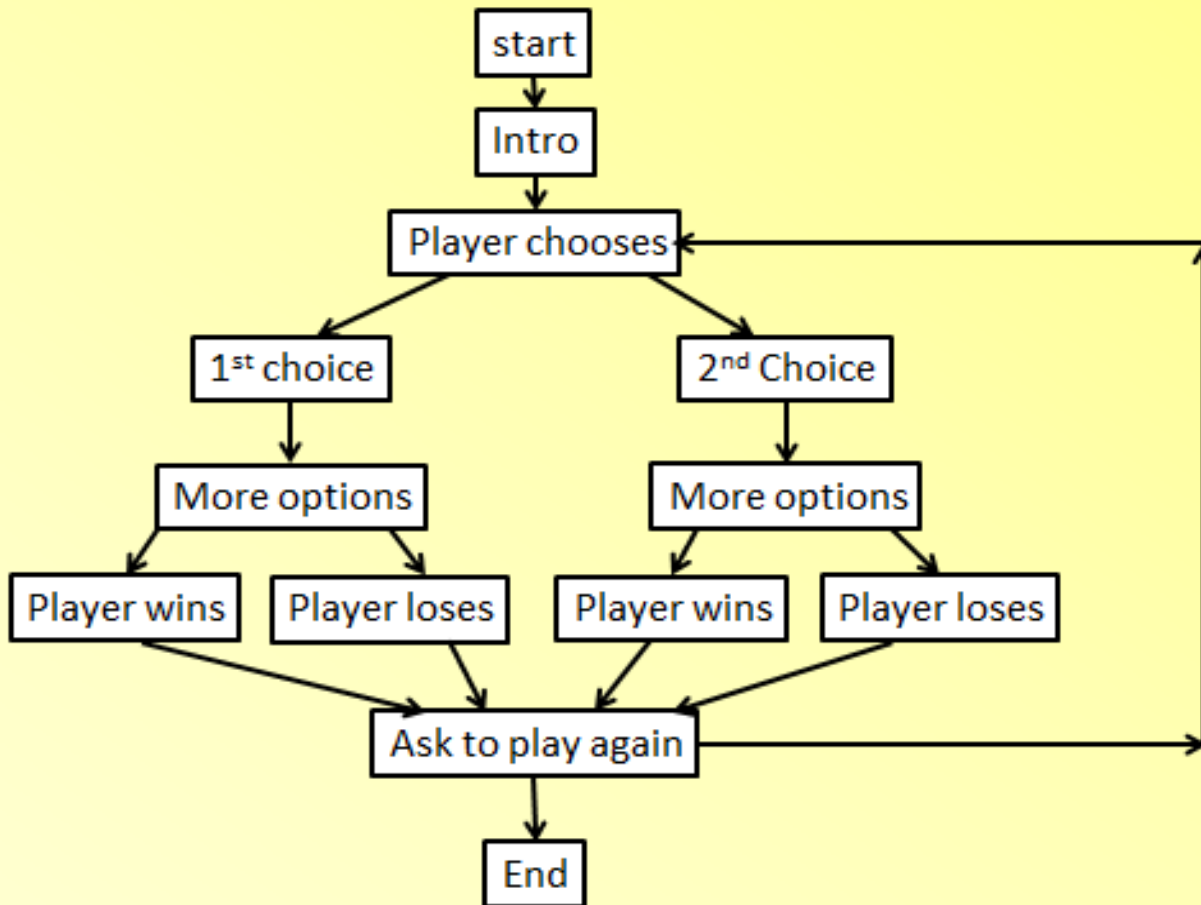 start
Intro
Player chooses
1st choice
2nd Choice
More options
More options
Player wins
Player loses
Player wins
Player loses
Ask to play again
End